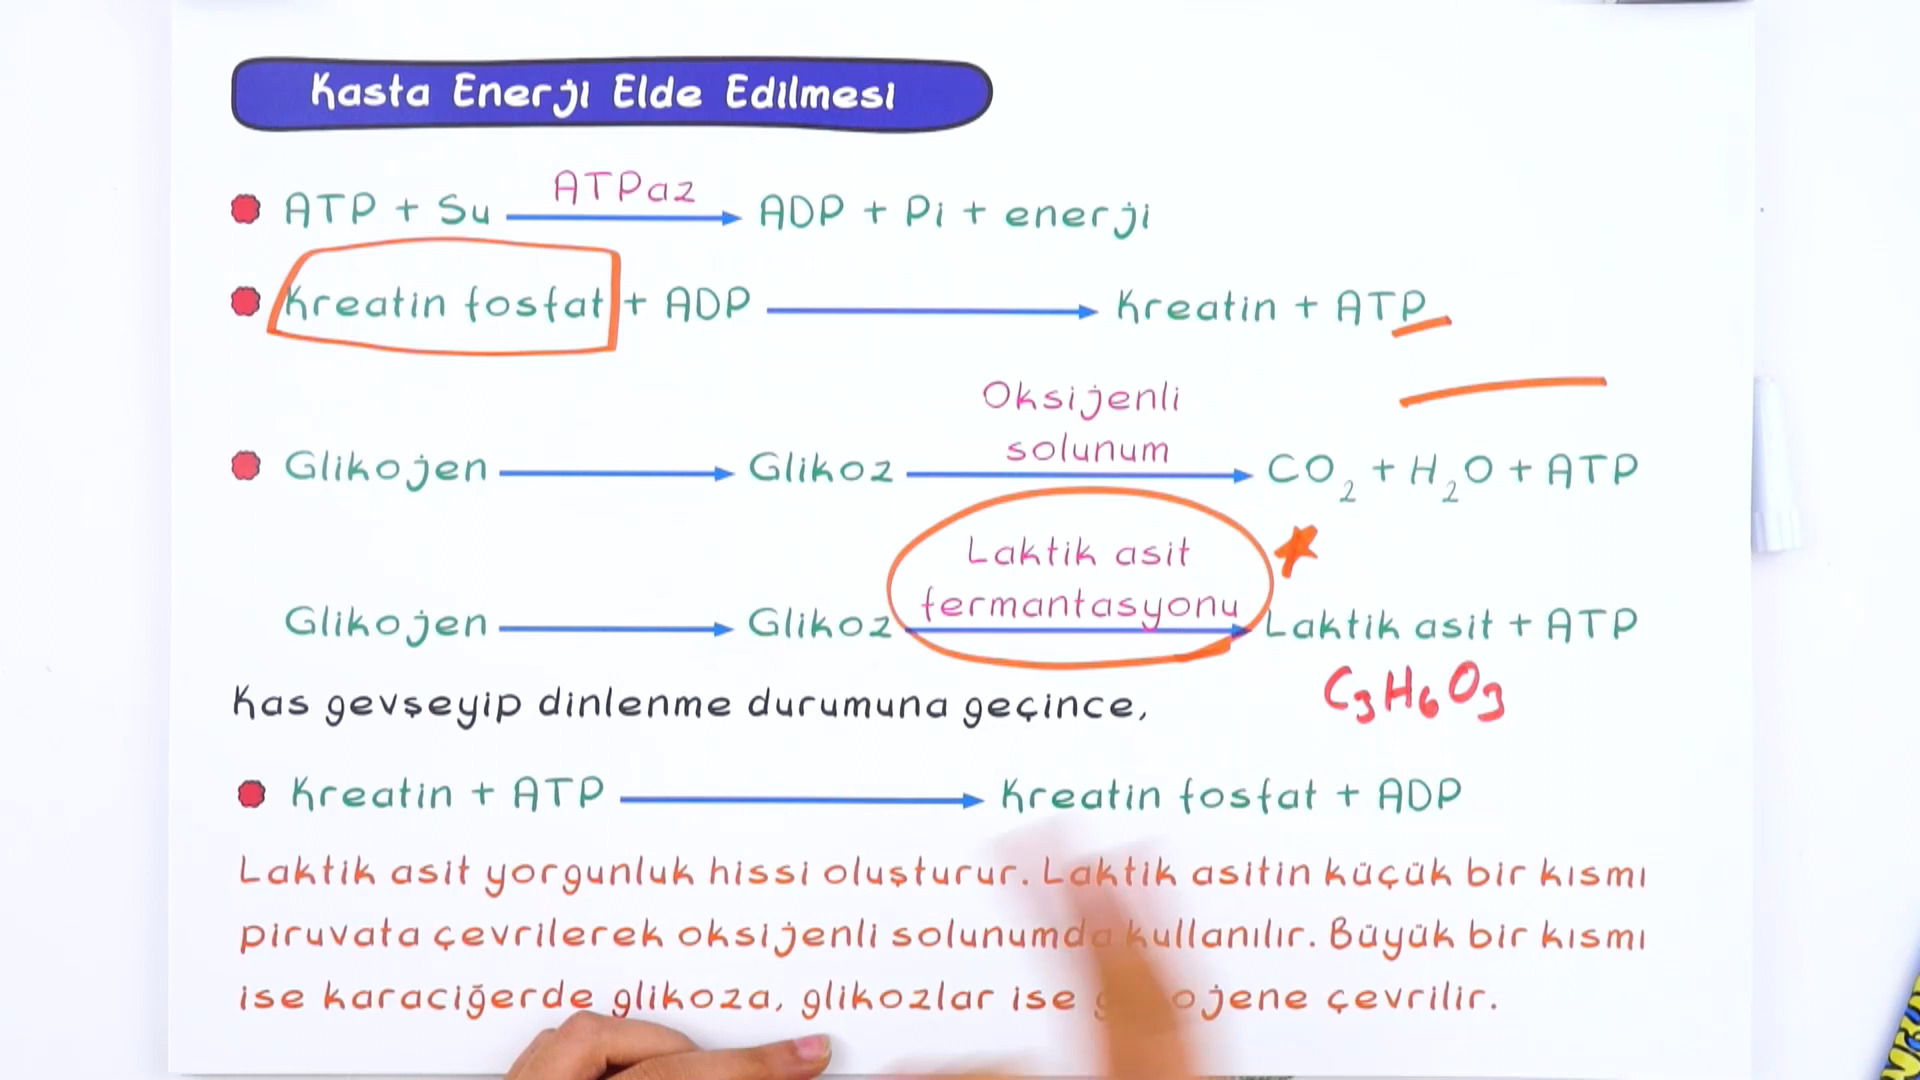 Kasta Enerji Elde Edilmesi
ATPaz
ATP + Su → ADP + Pi + enerji
Kreatin fosfat + ADP → Kreatin + ATP
Oksijenli
solunum
Glikojen → Glikoz → CO₂ + H₂O + ATP
Laktik asit
fermantasyonu
Glikojen → Glikoz → Laktik asit + ATP
C₃H₆O₃
Kas gevşeyip dinlenme durumuna geçince,
Kreatin + ATP → Kreatin fosfat + ADP
Laktik asit yorgunluk hissi oluşturur. Laktik asitin küçük bir kısmı
piruvata çevrilerek oksijenli solunumda kullanılır. Büyük bir kısmı
ise karaciğerde glikoza, glikozlar ise çevrilir.